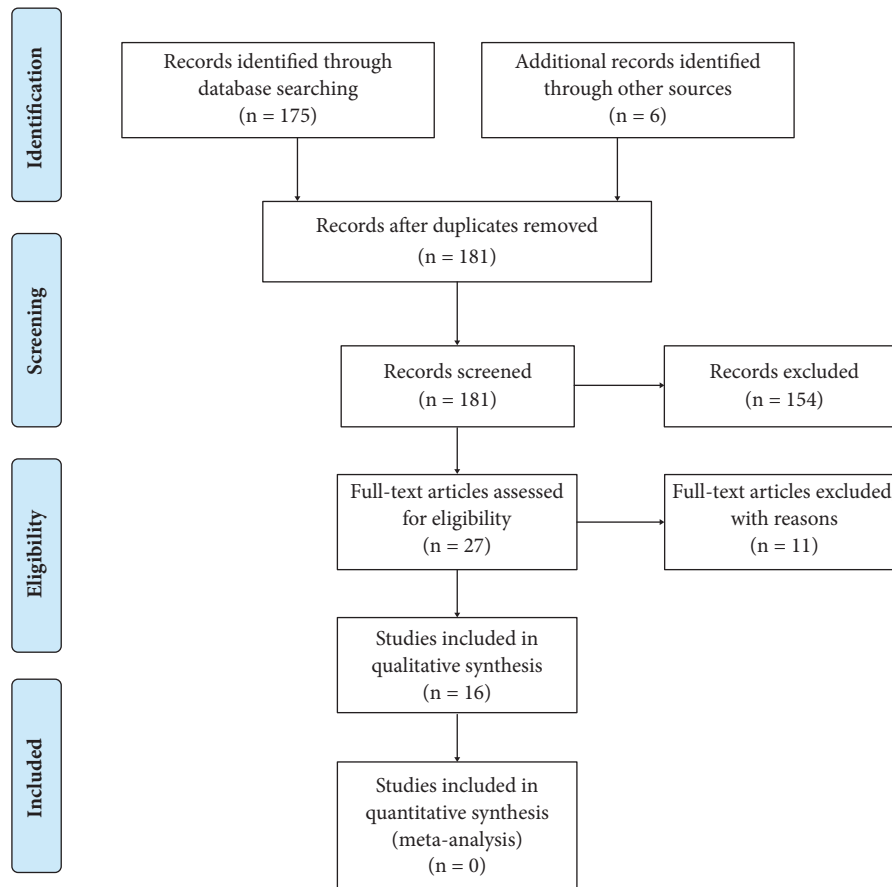 Identification
Records identified through
database searching
(n = 175)
Additional records identified
through other sources
(n = 6)
Records after duplicates removed
(n = 181)
Screening
Records screened
(n = 181)
Records excluded
(n = 154)
Eligibility
Full-text articles assessed
for eligibility
(n = 27)
Full-text articles excluded
with reasons
(n = 11)
Studies included in
qualitative synthesis
(n = 16)
Included
Studies included in
quantitative synthesis
(meta-analysis)
(n = 0)